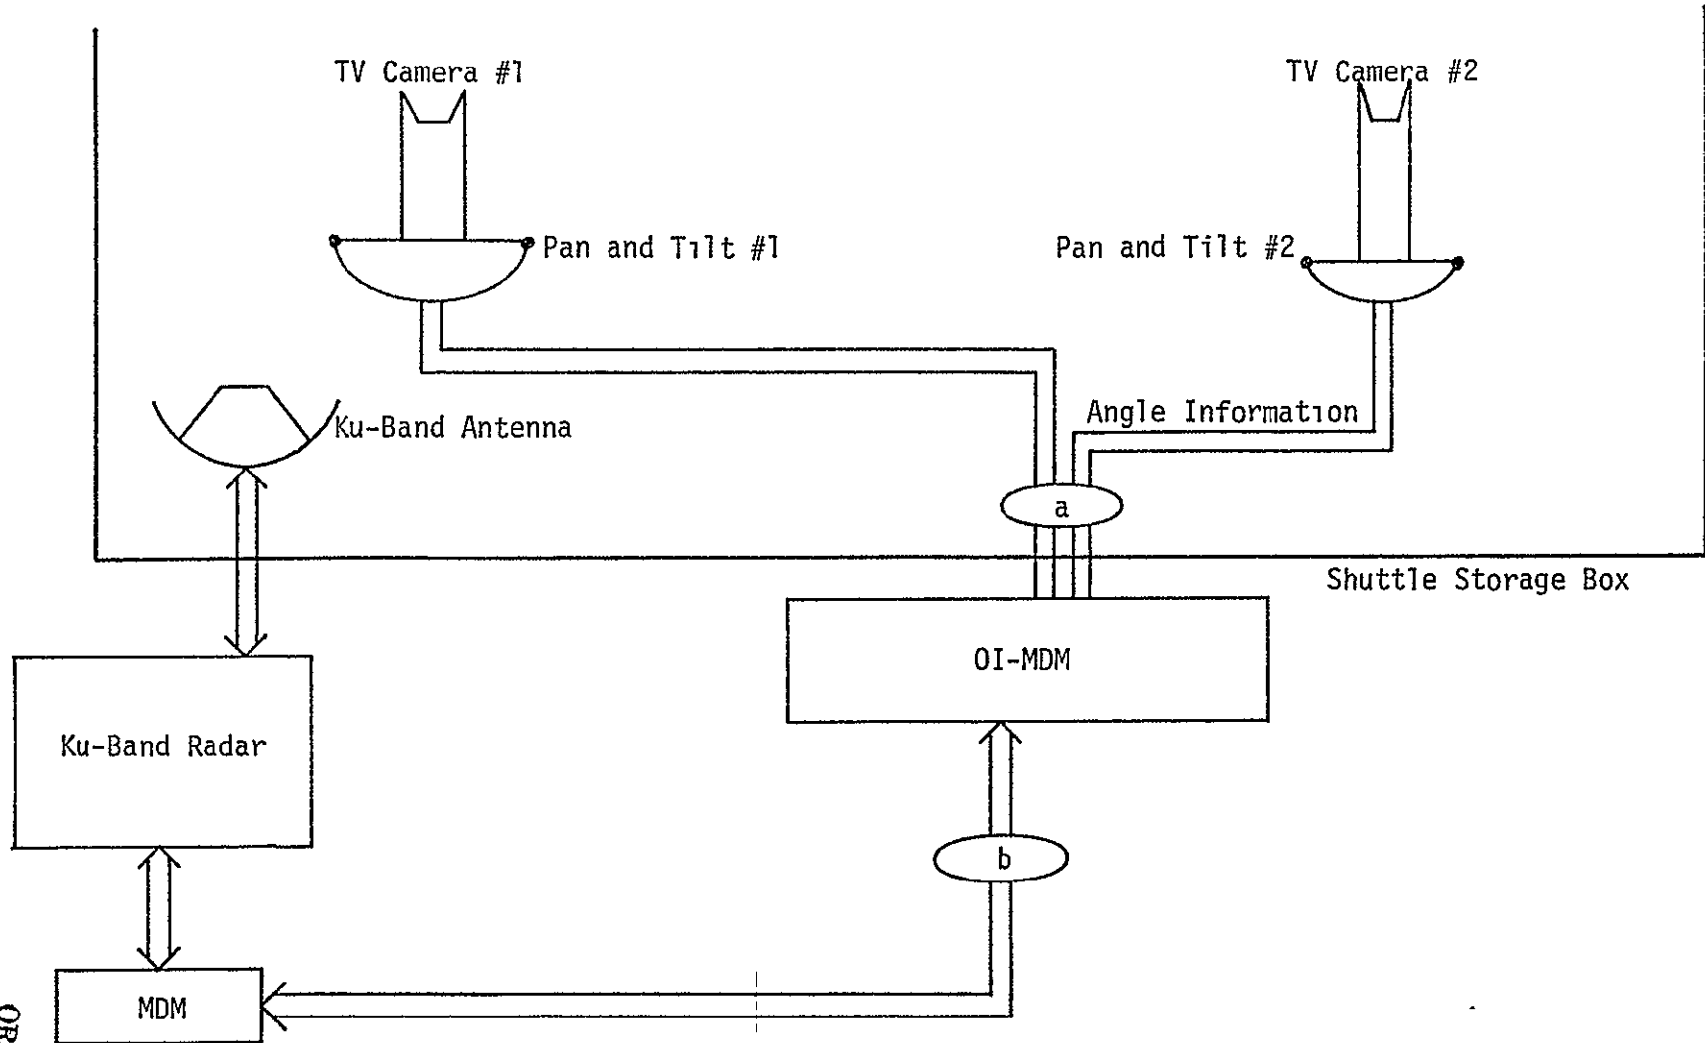 TV Camera #1
TV Camera #2
Pan and Tilt #1
Pan and Tilt #2
Angle Information
Ku-Band Antenna
a
Shuttle Storage Box
OI-MDM
Ku-Band Radar
b
MDM
OR